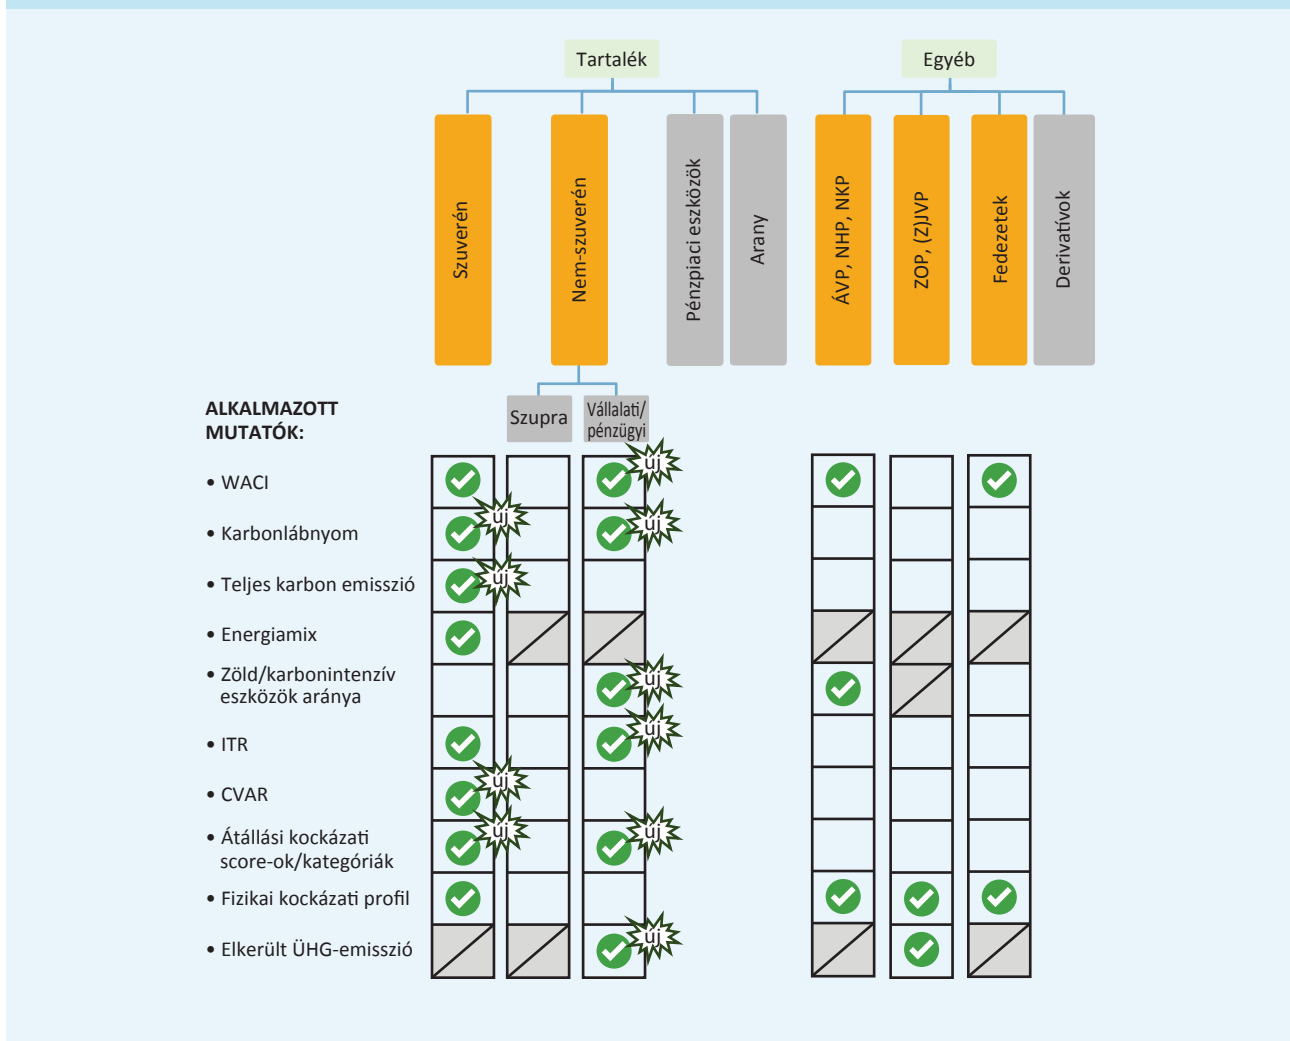 Tartalék
Egyéb
Szuverén
Nem-szuverén
Pénzpiaci eszközök
Arany
ÁVP, NHP, NKP
ZOP, (Z)JVP
Fedezetek
Derivatívok
Szupra
Vállalati/
pénzügyi
ALKALMAZOTT
MUTATÓK:
• WACI
új
• Karbonlábnyom
új
új
• Teljes karbon emisszió
új
• Energiamix
• Zöld/karbonintenzív
eszközök aránya
új
• ITR
új
• CVAR
új
• Átállási kockázati
score-ok/kategóriák
új
új
• Fizikai kockázati profil
• Elkerült ÜHG-emisszió
új